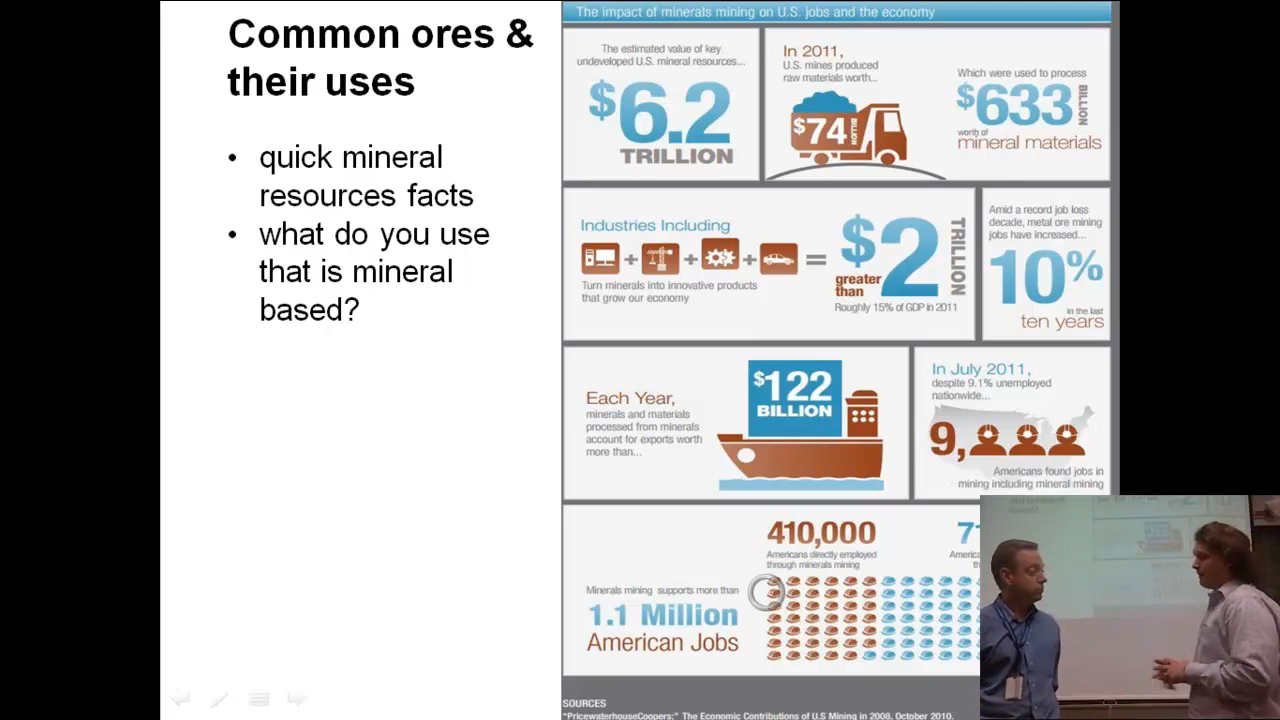 Common ores &
their uses
• quick mineral
resources facts
• what do you use
that is mineral
based?
The impact of minerals mining on U.S. jobs and the economy
The estimated value of key
undeveloped U.S. mineral resources...
$6.2
TRILLION
In 2011,
U.S. mines produced
raw materials worth...
$74 BILLION
Which were used to process
$633 BILLION
worth of
mineral materials
Industries Including
Turn minerals into innovative products
that grow our economy
greater
than
$2 TRILLION
Roughly 15% of GDP in 2011
Amid a record job loss
decade, metal ore mining
jobs have increased...
10%
in the last
ten years
Each Year,
minerals and materials
processed from minerals
account for exports worth
more than...
$122
BILLION
In July 2011,
despite 9.1% unemployed
nationwide...
9,
Americans found jobs in
mining including mineral mining
Minerals mining supports more than
1.1 Million
American Jobs
410,000
Americans directly employed
through minerals mining
SOURCES
"PricewaterhouseCoopers;" The Economic Contributions of U.S Mining in 2008, October 2010.